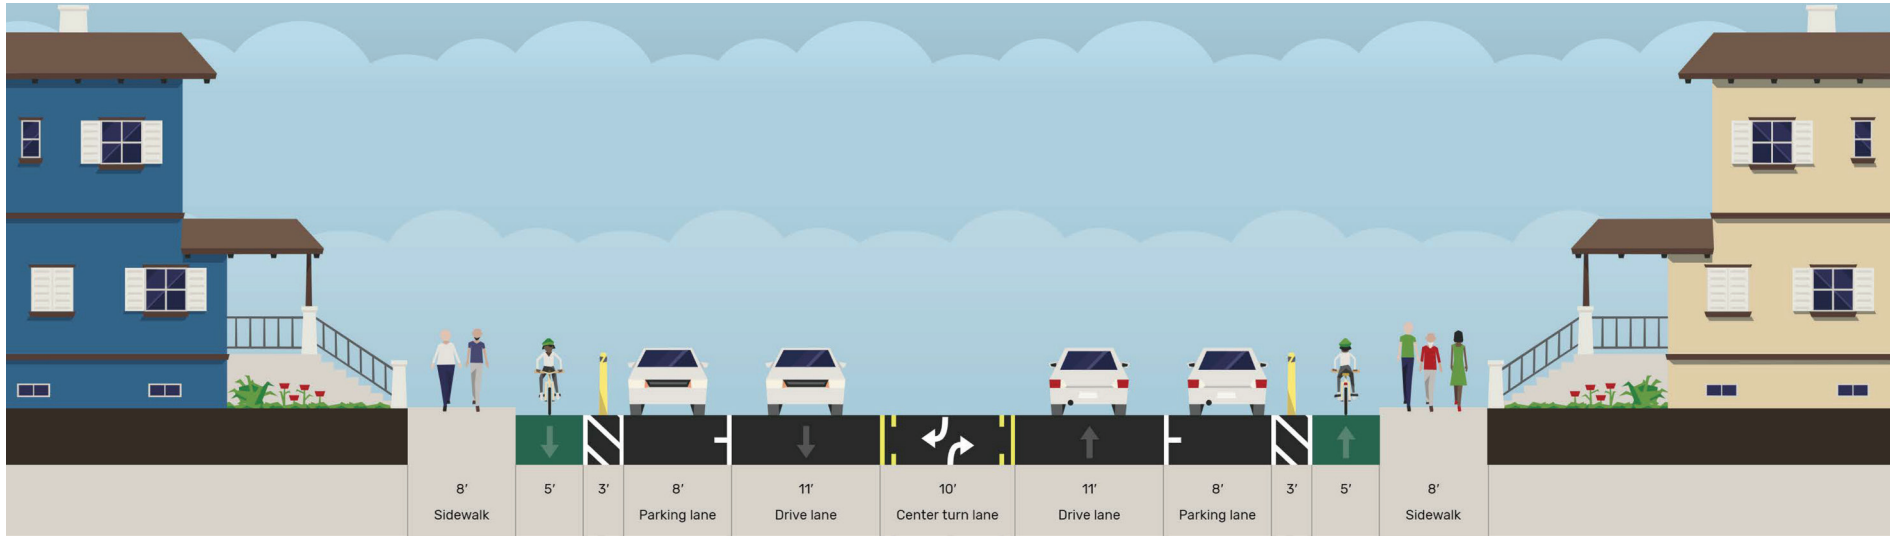 8′
Sidewalk
5′
3′
8′
Parking lane
11′
Drive lane
10′
Center turn lane
11′
Drive lane
8′
Parking lane
3′
5′
8′
Sidewalk